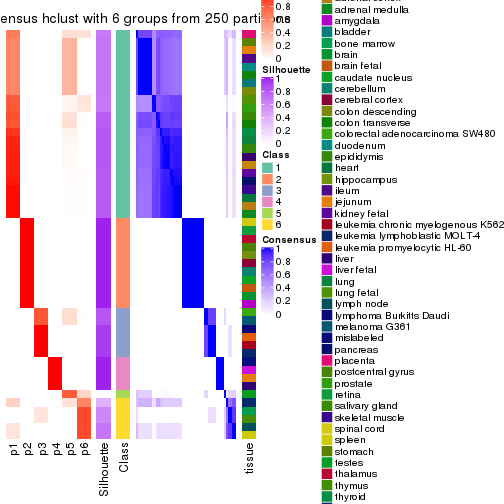 ensus heatmap with 6 groups from 250 parti
0.8
0.6
0.4
0.2
0
Silhouette
1
0.8
0.6
0.4
0.2
0
Class
1
2
3
4
5
6
Consensus
1
0.8
0.6
0.4
0.2
0
p1
p2
p3
p4
p5
p6
Silhouette
Class
tissue
adrenal medulla
amygdala
bladder
bone marrow
brain
brain fetal
caudate nucleus
cerebellum
cerebral cortex
colon descending
colon transverse
colorectal adenocarcinoma SW480
duodenum
epididymis
heart
hippocampus
ileum
jejunum
kidney fetal
leukemia chronic myelogenous K562
leukemia lymphoblastic MOLT-4
leukemia promyelocytic HL-60
liver
liver fetal
lung
lung fetal
lymph node
lymphoma Burkitts Daudi
melanoma G361
mislabeled
pancreas
placenta
postcentral gyrus
prostate
retina
salivary gland
skeletal muscle
spinal cord
spleen
stomach
testes
thalamus
thymus
thyroid